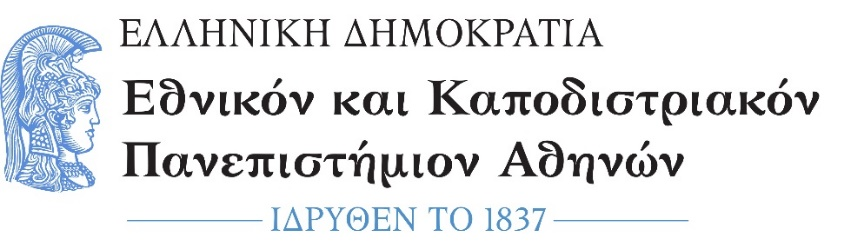 ΕΛΛΗΝΙΚΗ ΔΗΜΟΚΡΑΤΙΑ
Εθνικόν και Καποδιστριακόν
Πανεπιστήμιον Αθηνών
ΙΔΡΥΘΕΝ ΤΟ 1837